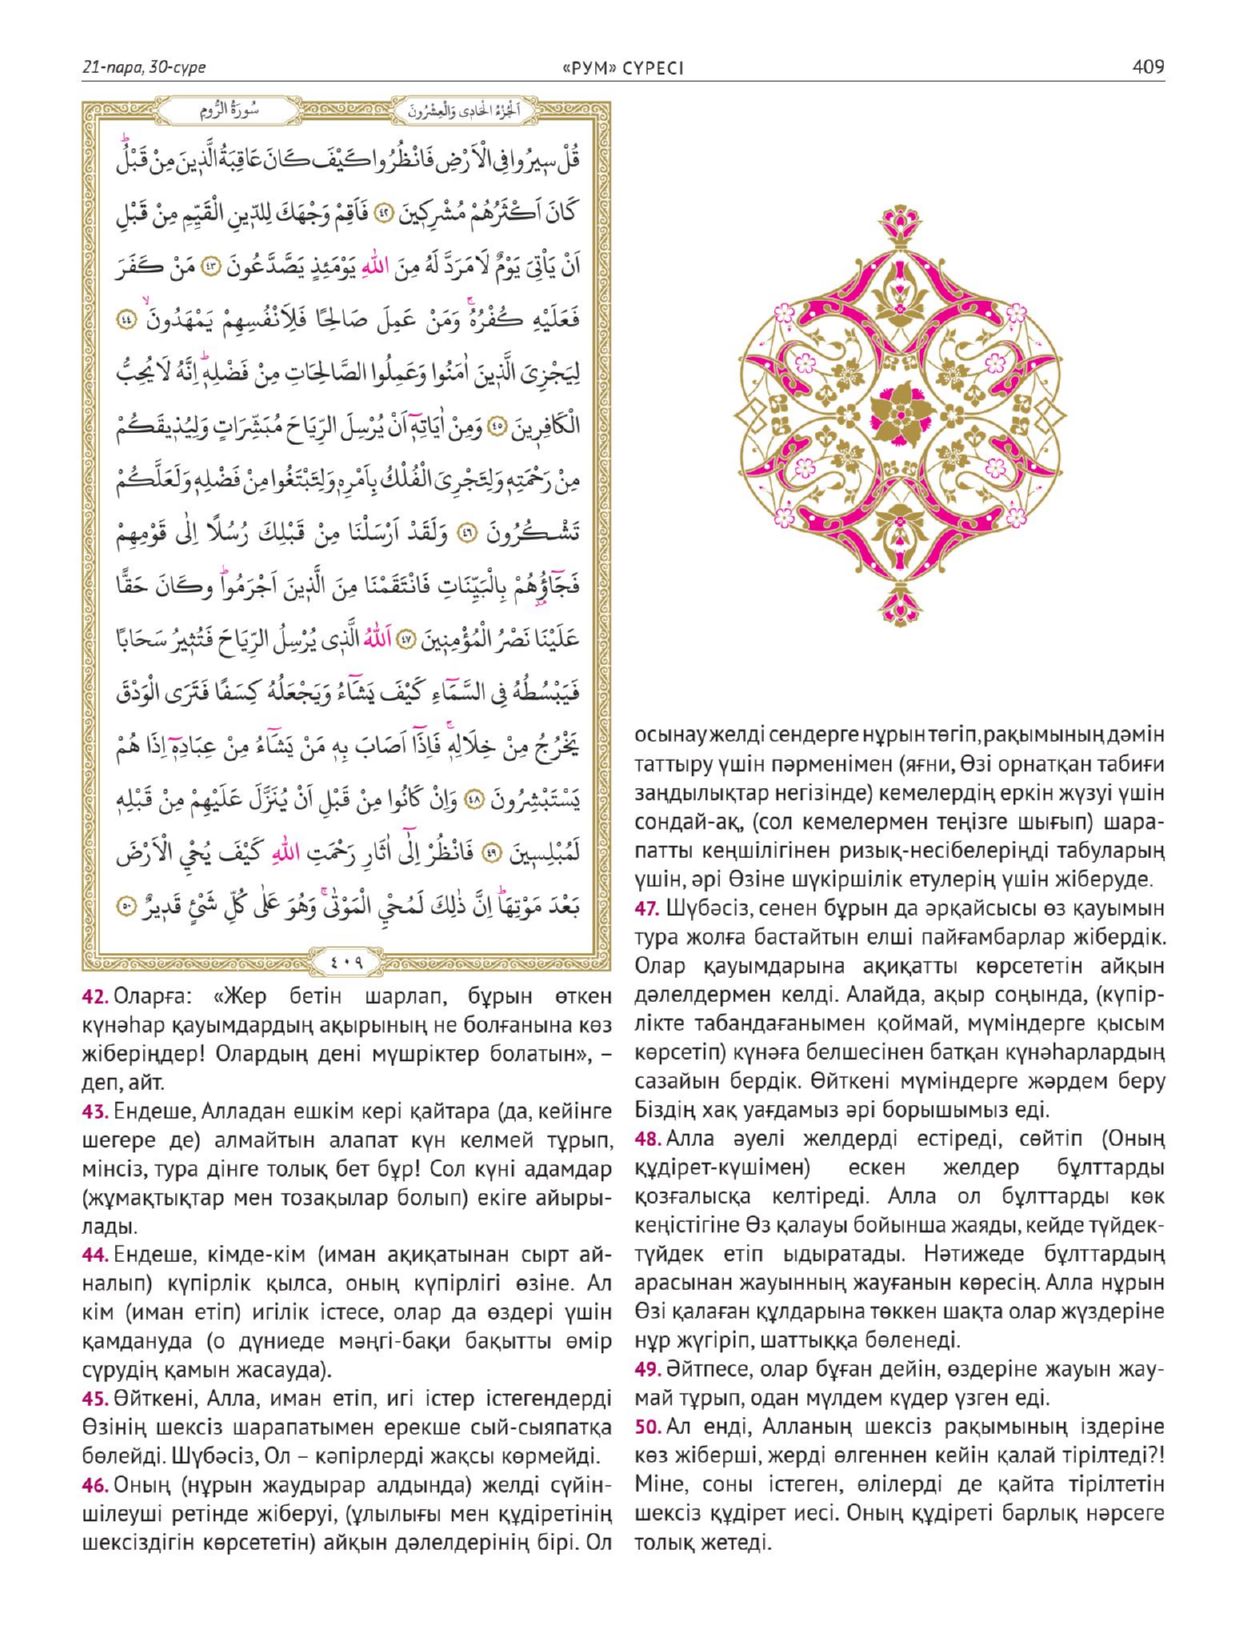 21-пара, 30-сүре
«РУМ» СҮРЕСІ
409
سُورَةُ الرُّومِ
اَلْجُزْءُ الْحَادِى وَالْعِشْرُونَ
قُلْ سٖيرُوا فِى الْاَرْضِ فَانْظُرُوا كَيْفَ كَانَ عَاقِبَةُ الَّذٖينَ مِنْ قَبْلُؕ
كَانَ اَكْثَرُهُمْ مُشْرِكٖينَ ﴿٤٢﴾ فَاَقِمْ وَجْهَكَ لِلدّٖينِ الْقَيِّمِ مِنْ قَبْلِ
اَنْ يَاْتِىَ يَوْمٌ لَا مَرَدَّ لَهُ مِنَ اللّٰهِ يَوْمَئِذٍ يَصَّدَّعُونَ ﴿٤٣﴾ مَنْ كَفَرَ
فَعَلَيْهِ كُفْرُهُۚ وَمَنْ عَمِلَ صَالِحًا فَلِاَنْفُسِهِمْ يَمْهَدُونَۙ ﴿٤٤﴾
لِيَجْزِىَ الَّذٖينَ اٰمَنُوا وَعَمِلُوا الصَّالِحَاتِ مِنْ فَضْلِهٖؕ اِنَّهُ لَا يُحِبُّ
الْكَافِرٖينَ ﴿٤٥﴾ وَمِنْ اٰيَاتِهٖٓ اَنْ يُرْسِلَ الرِّيَاحَ مُبَشِّرَاتٍ وَلِيُذٖيقَكُمْ
مِنْ رَحْمَتِهٖ وَلِتَجْرِىَ الْفُلْكُ بِاَمْرِهٖ وَلِتَبْتَغُوا مِنْ فَضْلِهٖ وَلَعَلَّكُمْ
تَشْكُرُونَ ﴿٤٦﴾ وَلَقَدْ اَرْسَلْنَا مِنْ قَبْلِكَ رُسُلًا اِلٰى قَوْمِهِمْ
فَجَٓاؤُ۫هُمْ بِالْبَيِّنَاتِ فَانْتَقَمْنَا مِنَ الَّذٖينَ اَجْرَمُواؕ وَكَانَ حَقًّا
عَلَيْنَا نَصْرُ الْمُؤْمِنٖينَ ﴿٤٧﴾ اَللّٰهُ الَّذٖى يُرْسِلُ الرِّيَاحَ فَتُثٖيرُ سَحَابًا
فَيَبْسُطُهُ فِى السَّمَٓاءِ كَيْفَ يَشَٓاءُ وَيَجْعَلُهُ كِسَفًا فَتَرَى الْوَدْقَ
يَخْرُجُ مِنْ خِلَالِهٖۚ فَاِذَٓا اَصَابَ بِهٖ مَنْ يَشَٓاءُ مِنْ عِبَادِهٖٓ اِذَا هُمْ
يَسْتَبْشِرُونَ ﴿٤٨﴾ وَاِنْ كَانُوا مِنْ قَبْلِ اَنْ يُنَزَّلَ عَلَيْهِمْ مِنْ قَبْلِهٖ
لَمُبْلِسٖينَ ﴿٤٩﴾ فَانْظُرْ اِلٰٓى اٰثَارِ رَحْمَتِ اللّٰهِ كَيْفَ يُحْيِ الْاَرْضَ
بَعْدَ مَوْتِهَاؕ اِنَّ ذٰلِكَ لَمُحْيِ الْمَوْتٰىۚ وَهُوَ عَلٰى كُلِّ شَىْءٍ قَدٖيرٌ ﴿٥٠﴾
٤٠٩
42. Оларға: «Жер бетін шарлап, бұрын өткен
күнәһар қауымдардың ақырының не болғанына көз
жіберіңдер! Олардың дені мүшріктер болатын», –
деп, айт.
43. Ендеше, Алладан ешкім кері қайтара (да, кейінге
шегере де) алмайтын алапат күн келмей тұрып,
мінсіз, тура дінге толық бет бұр! Сол күні адамдар
(жұмақтықтар мен тозақылар болып) екіге айыры-
лады.
44. Ендеше, кімде-кім (иман ақиқатынан сырт ай-
налып) күпірлік қылса, оның күпірлігі өзіне. Ал
кім (иман етіп) игілік істесе, олар да өздері үшін
қамдануда (о дүниеде мәңгі-бақи бақытты өмір
сүрудің қамын жасауда).
45. Өйткені, Алла, иман етіп, игі істер істегендерді
Өзінің шексіз шарапатымен ерекше сый-сыяпатқа
бөлейді. Шүбәсіз, Ол – кәпірлерді жақсы көрмейді.
46. Оның (нұрын жаудырар алдында) желді сүйін-
шілеуші ретінде жіберуі, (ұлылығы мен құдіретінің
шексіздігін көрсететін) айқын дәлелдерінің бірі. Ол
осынау желді сендерге нұрын төгіп, рақымының дәмін
таттыру үшін пәрменімен (яғни, Өзі орнатқан табиғи
заңдылықтар негізінде) кемелердің еркін жүзуі үшін
сондай-ақ, (сол кемелермен теңізге шығып) шара-
патты кеңшілігінен ризық-несібелеріңді табуларың
үшін, әрі Өзіне шүкіршілік етулерің үшін жіберуде.
47. Шүбәсіз, сенен бұрын да әрқайсысы өз қауымын
тура жолға бастайтын елші пайғамбарлар жібердік.
Олар қауымдарына ақиқатты көрсететін айқын
дәлелдермен келді. Алайда, ақыр соңында, (күпір-
лікте табандағанымен қоймай, мүміндерге қысым
көрсетіп) күнәға белшесінен батқан күнәһарлардың
сазайын бердік. Өйткені мүміндерге жәрдем беру
Біздің хақ уағдамыз әрі борышымыз еді.
48. Алла әуелі желдерді естіреді, сөйтіп (Оның
құдірет-күшімен) ескен желдер бұлттарды
қозғалысқа келтіреді. Алла ол бұлттарды көк
кеңістігіне Өз қалауы бойынша жаяды, кейде түйдек-
түйдек етіп ыдыратады. Нәтижеде бұлттардың
арасынан жауынның жауғанын көресің. Алла нұрын
Өзі қалаған құлдарына төккен шақта олар жүздеріне
нұр жүгіріп, шаттыққа бөленеді.
49. Әйтпесе, олар бұған дейін, өздеріне жауын жау-
май тұрып, одан мүлдем күдер үзген еді.
50. Ал енді, Алланың шексіз рақымының іздеріне
көз жіберші, жерді өлгеннен кейін қалай тірілтеді?!
Міне, соны істеген, өлілерді де қайта тірілтетін
шексіз құдірет иесі. Оның құдіреті барлық нәрсеге
толық жетеді.